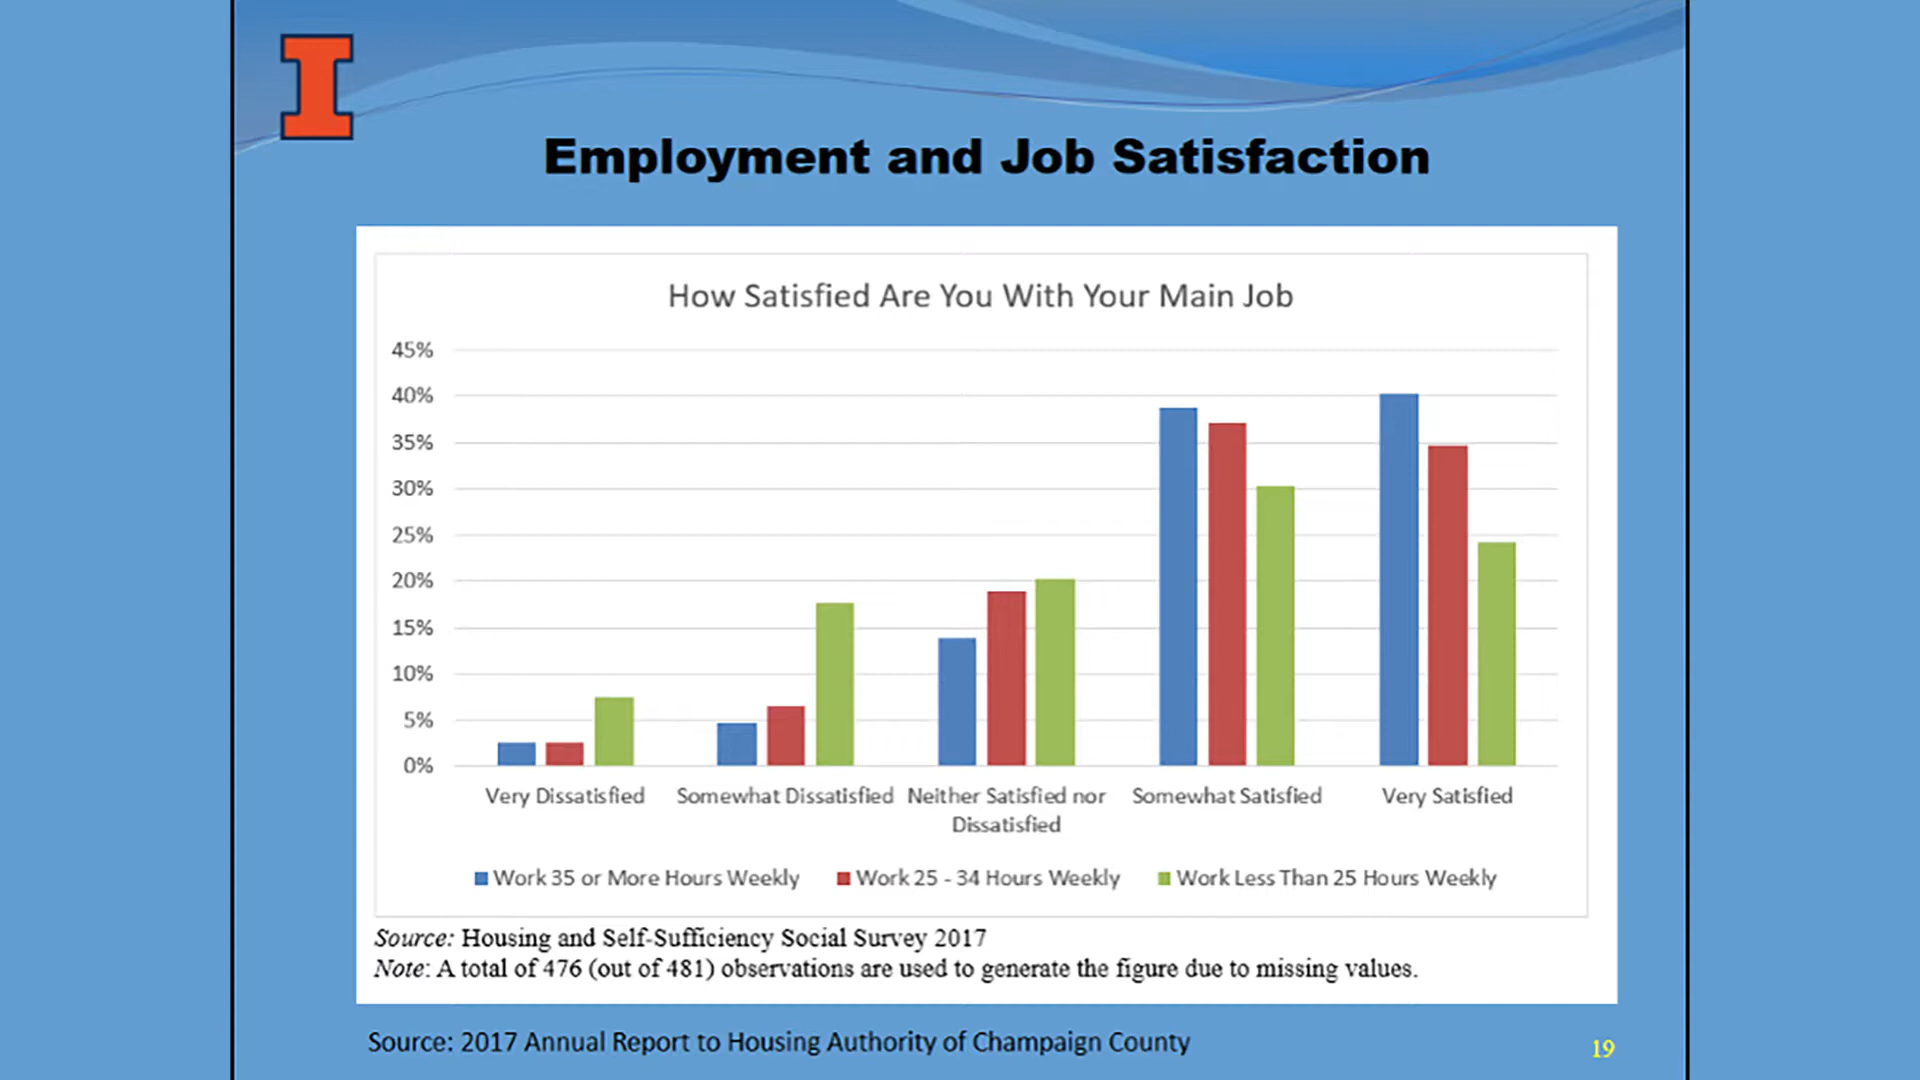 I
Employment and Job Satisfaction
How Satisfied Are You With Your Main Job
45%
40%
35%
30%
25%
20%
15%
10%
5%
0%
Very Dissatisfied
Somewhat Dissatisfied
Neither Satisfied nor
Dissatisfied
Somewhat Satisfied
Very Satisfied
Work 35 or More Hours Weekly
Work 25 - 34 Hours Weekly
Work Less Than 25 Hours Weekly
Source: Housing and Self-Sufficiency Social Survey 2017
Note: A total of 476 (out of 481) observations are used to generate the figure due to missing values.
Source: 2017 Annual Report to Housing Authority of Champaign County
19